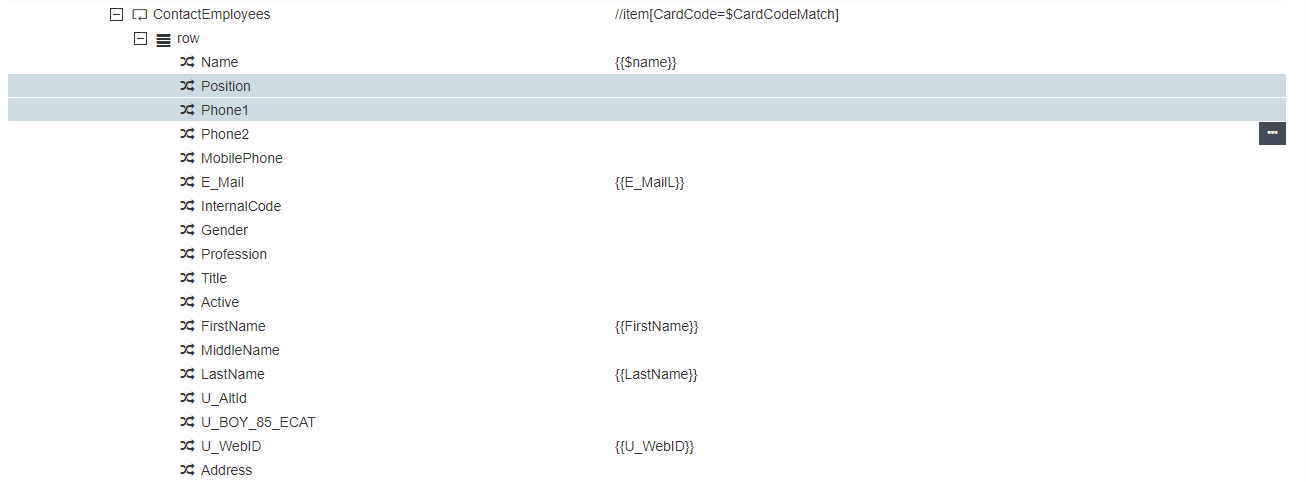 ContactEmployees //item[CardCode=$CardCodeMatch]
row
Name {{$name}}
Position
Phone1
Phone2
MobilePhone
E_Mail {{E_MailL}}
InternalCode
Gender
Profession
Title
Active
FirstName {{FirstName}}
MiddleName
LastName {{LastName}}
U_AltId
U_BOY_85_ECAT
U_WebID {{U_WebID}}
Address